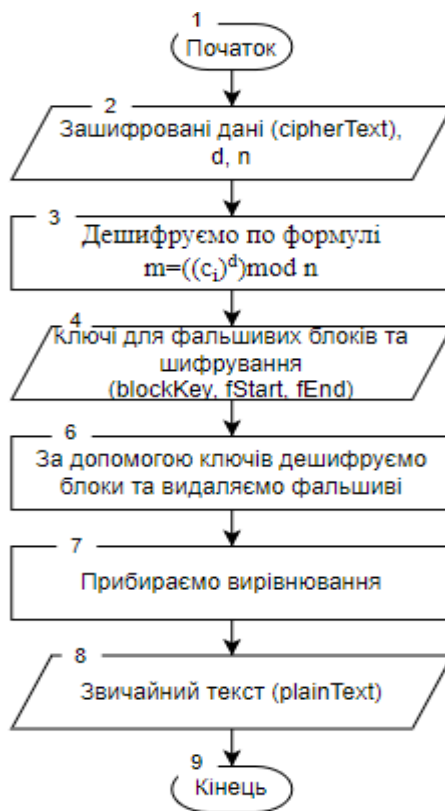 1
Початок
2
Зашифровані дані (cipherText),
d, n
3
Дешифруємо по формулі
m=((cᵢ)ᵈ)mod n
4
Ключі для фальшивих блоків та
шифрування
(blockKey, fStart, fEnd)
6
За допомогою ключів дешифруємо
блоки та видаляємо фальшиві
7
Прибираємо вирівнювання
8
Звичайний текст (plainText)
9
Кінець